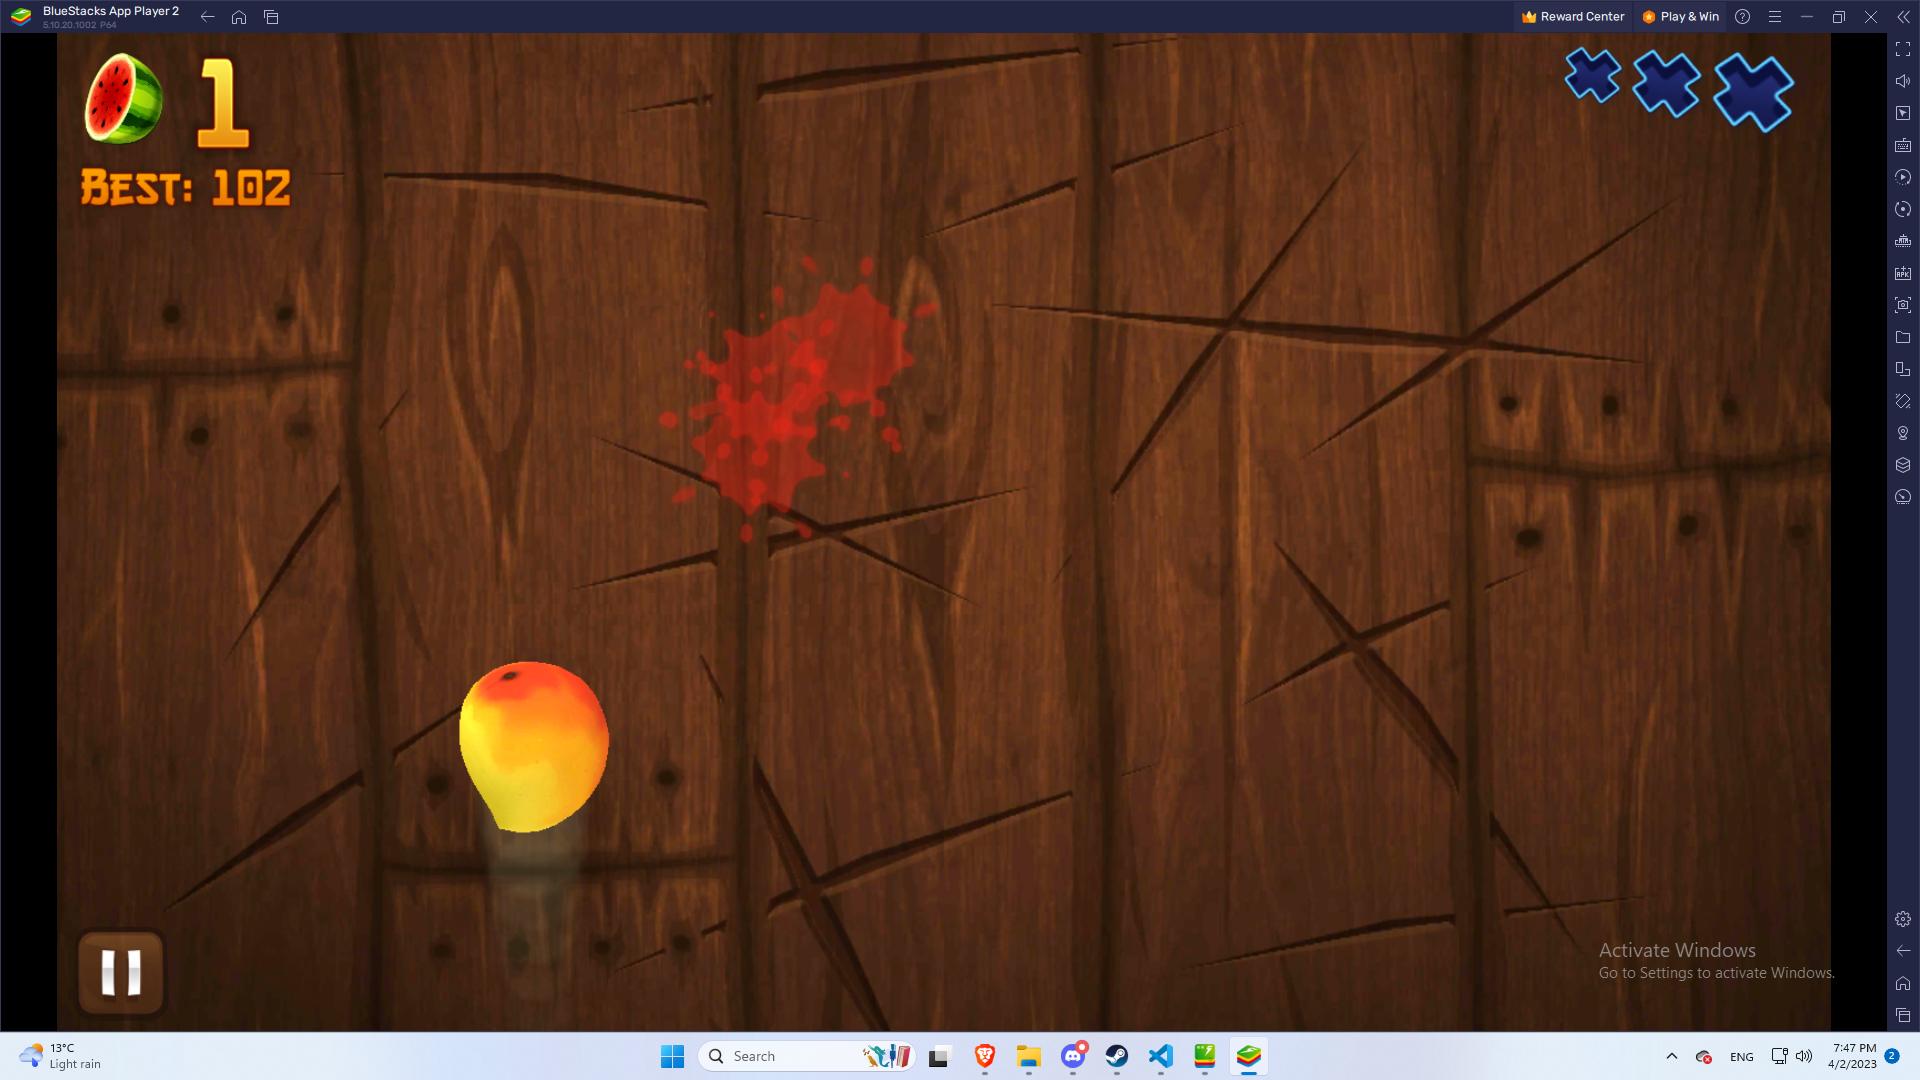 BlueStacks App Player 2
5.10.20.1002 P64
Reward Center
Play & Win
1
BEST: 102
Activate Windows
Go to Settings to activate Windows.
13°C
Light rain
Search
ENG
7:47 PM
4/2/2023
2